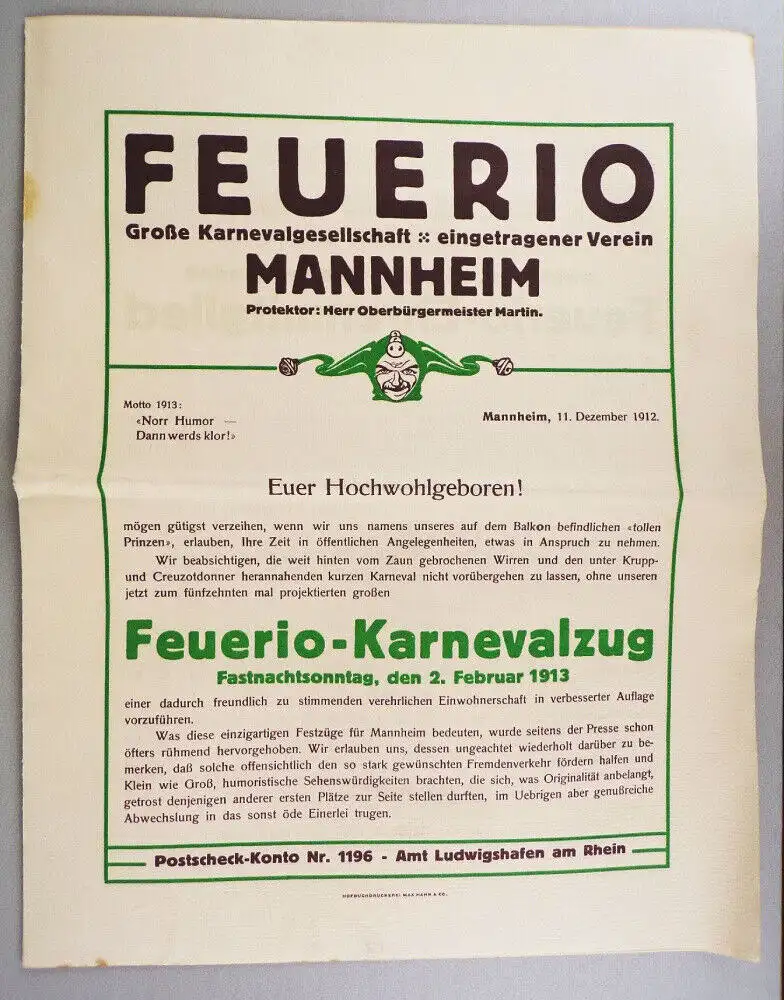 FEUERIO
Große Karnevalgesellschaft :: eingetragener Verein
MANNHEIM
Protektor: Herr Oberbürgermeister Martin.
Motto 1913:
«Norr Humor —
Dann werds klor!»
Mannheim, 11. Dezember 1912.
Euer Hochwohlgeboren!
mögen gütigst verzeihen, wenn wir uns namens unseres auf dem Balkon befindlichen «tollen
Prinzen», erlauben, Ihre Zeit in öffentlichen Angelegenheiten, etwas in Anspruch zu nehmen.
Wir beabsichtigen, die weit hinten vom Zaun gebrochenen Wirren und den unter Krupp-
und Creuzotdonner herannahenden kurzen Karneval nicht vorübergehen zu lassen, ohne unseren
jetzt zum fünfzehnten mal projektierten großen
Feuerio-Karnevalzug
Fastnachtsonntag, den 2. Februar 1913
einer dadurch freundlich zu stimmenden verehrlichen Einwohnerschaft in verbesserter Auflage
vorzuführen.
Was diese einzigartigen Festzüge für Mannheim bedeuten, wurde seitens der Presse schon
öfters rühmend hervorgehoben. Wir erlauben uns, dessen ungeachtet wiederholt darüber zu be-
merken, daß solche offensichtlich den so stark gewünschten Fremdenverkehr fördern halfen und
Klein wie Groß, humoristische Sehenswürdigkeiten brachten, die sich, was Originalität anbelangt,
getrost denjenigen anderer ersten Plätze zur Seite stellen durften, im Uebrigen aber genußreiche
Abwechslung in das sonst öde Einerlei trugen.
Postscheck-Konto Nr. 1196 - Amt Ludwigshafen am Rhein
HOFBUCHDRUCKEREI MAX HAHN & CO.